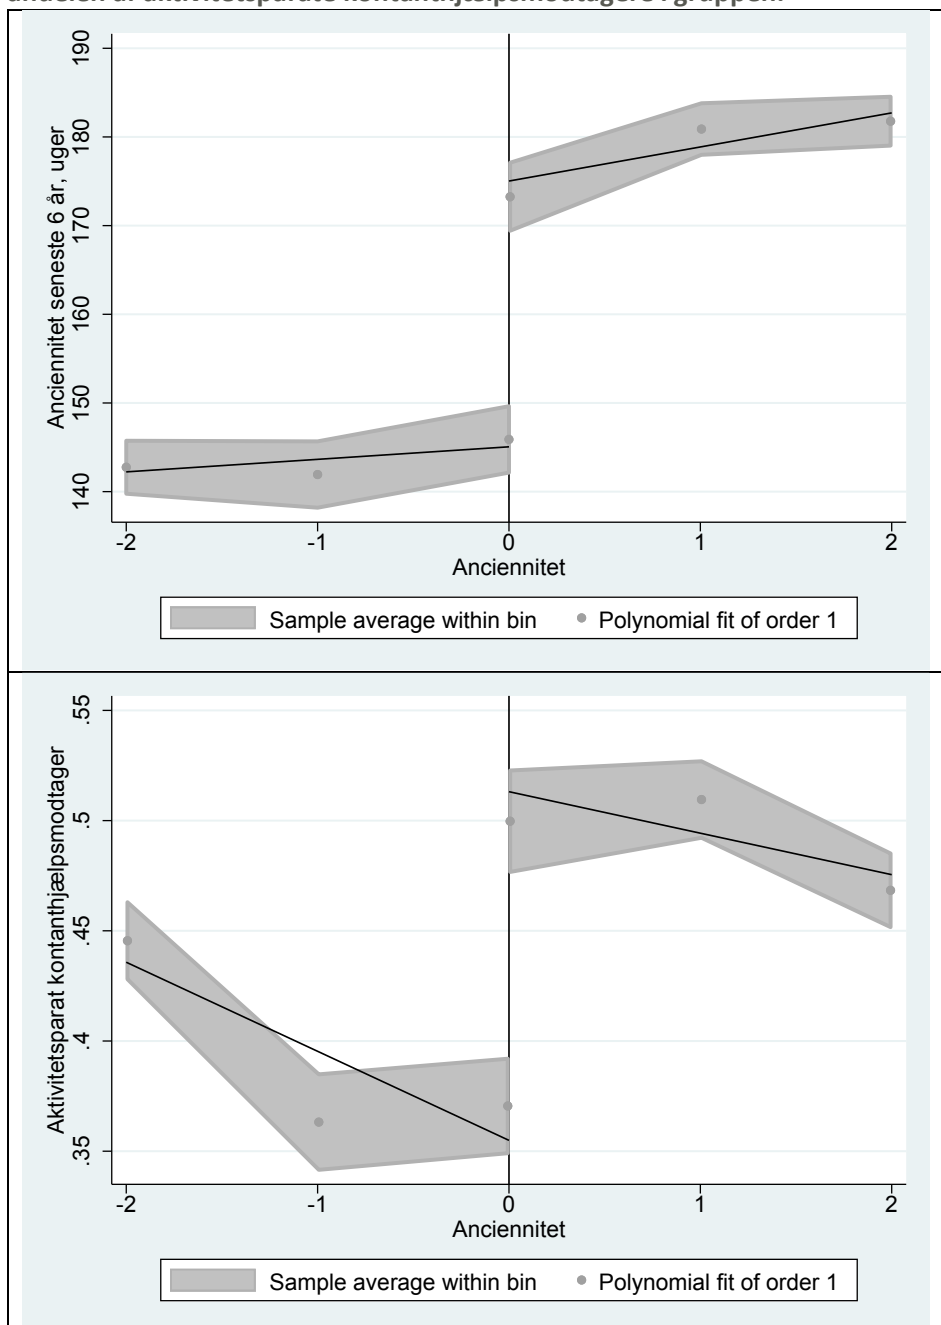 andelen af aktivitetsparate kontanthjælpsmodtagere i gruppen.
190
180
170
160
150
140
Anciennitet seneste 6 år, uger
-2 -1 0 1 2
Anciennitet
Sample average within bin Polynomial fit of order 1
.55
.5
.45
.4
.35
Aktivitetsparat kontanthjælpsmodtager
-2 -1 0 1 2
Anciennitet
Sample average within bin Polynomial fit of order 1